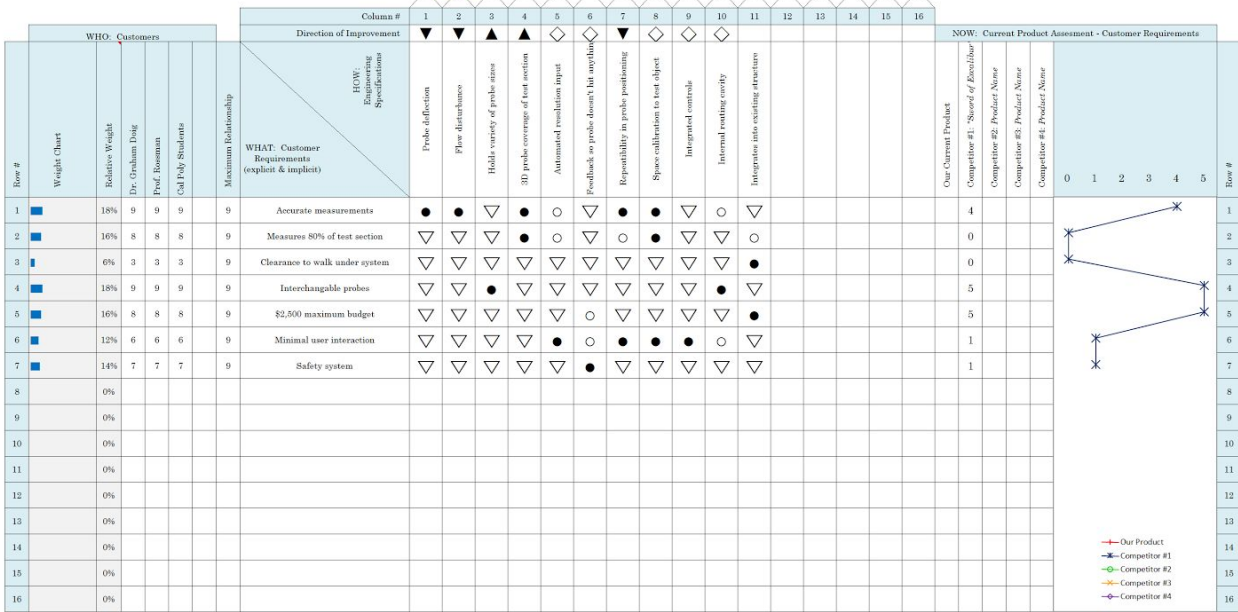 Column # 1 2 3 4 5 6 7 8 9 10 11 12 13 14 15 16
WHO: Customers
Direction of Improvement
NOW: Current Product Assesment - Customer Requirements
Row #
Weight Chart
Relative Weight
Dr. Graham Doig
Prof. Rossman
Cal Poly Students
Maximum Relationship
HOW:
Engineering
Specifications
WHAT: Customer
Requirements
(explicit & implicit)
Probe deflection
Flow disturbance
Holds variety of probe sizes
3D probe coverage of test section
Automated resolution input
Feedback so probe doesn't hit anythin
Repeatibility in probe positioning
Space calibration to test object
Integrated controls
Internal routing cavity
Integrates into existing structure
Our Current Product
Competitor #1: "Sword of Escalibur"
Competitor #2: Product Name
Competitor #3: Product Name
Competitor #4: Product Name
0 1 2 3 4 5
Row #
1 18% 9 9 9 9 Accurate measurements 4 1
2 16% 8 8 8 9 Measures 80% of test section 0 2
3 6% 3 3 3 9 Clearance to walk under system 0 3
4 18% 9 9 9 9 Interchangable probes 5 4
5 16% 8 8 8 9 $2,500 maximum budget 5 5
6 12% 6 6 6 9 Minimal user interaction 1 6
7 14% 7 7 7 9 Safety system 1 7
8 0% 8
9 0% 9
10 0% 10
11 0% 11
12 0% 12
13 0% 13
14 0% 14
15 0% 15
16 0% 16
Our Product
Competitor #1
Competitor #2
Competitor #3
Competitor #4